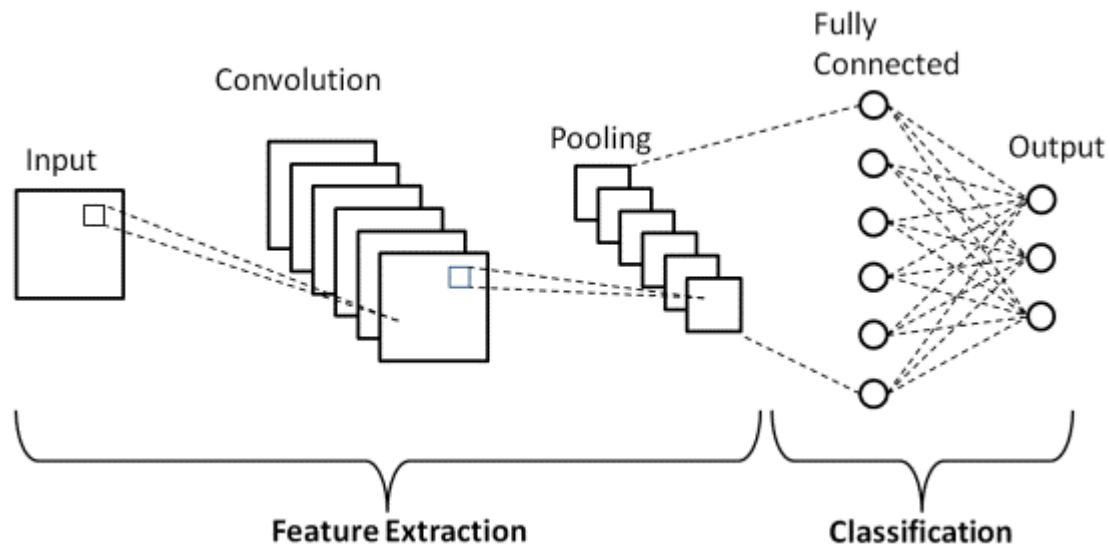 Input
Convolution
Pooling
Fully
Connected
Output
Feature Extraction
Classification